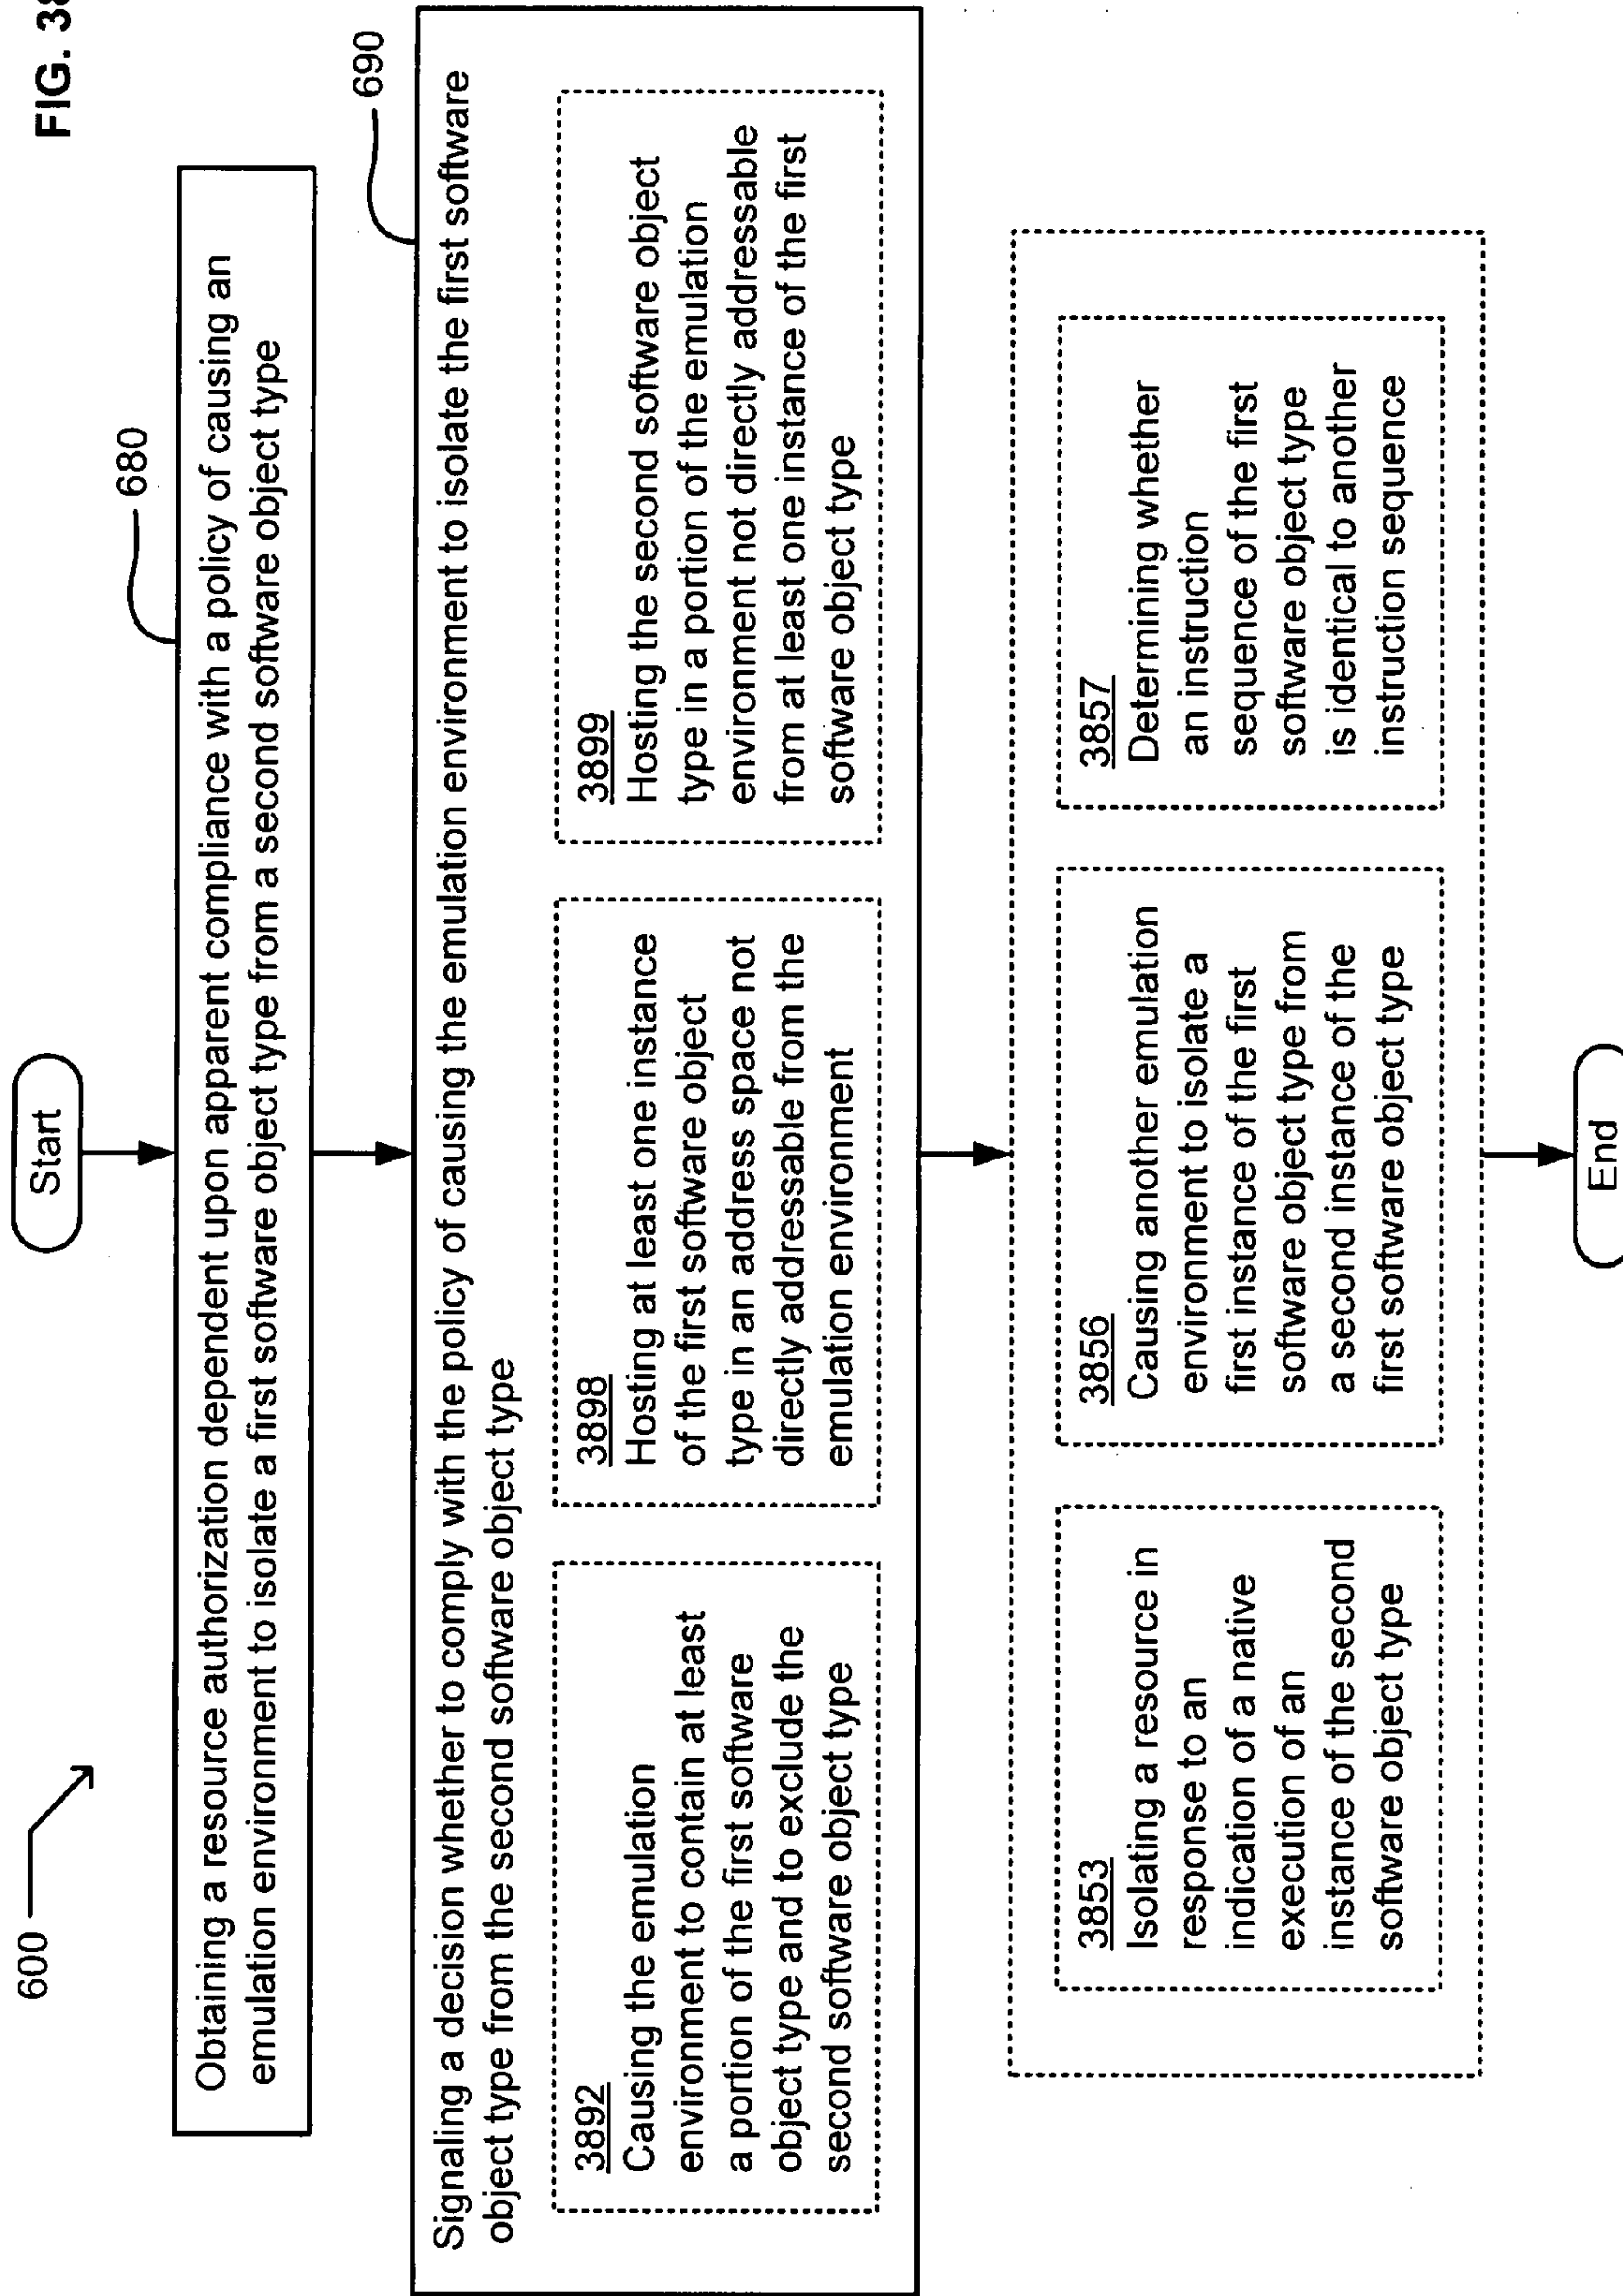 FIG. 38
600
Start
680
Obtaining a resource authorization dependent upon apparent compliance with a policy of causing an
emulation environment to isolate a first software object type from a second software object type
690
Signaling a decision whether to comply with the policy of causing the emulation environment to isolate the first software
object type from the second software object type
3892
Causing the emulation
environment to contain at least
a portion of the first software
object type and to exclude the
second software object type
3898
Hosting at least one instance
of the first software object
type in an address space not
directly addressable from the
emulation environment
3899
Hosting the second software object
type in a portion of the emulation
environment not directly addressable
from at least one instance of the first
software object type
3853
Isolating a resource in
response to an
indication of a native
execution of an
instance of the second
software object type
3856
Causing another emulation
environment to isolate a
first instance of the first
software object type from
a second instance of the
first software object type
3857
Determining whether
an instruction
sequence of the first
software object type
is identical to another
instruction sequence
End